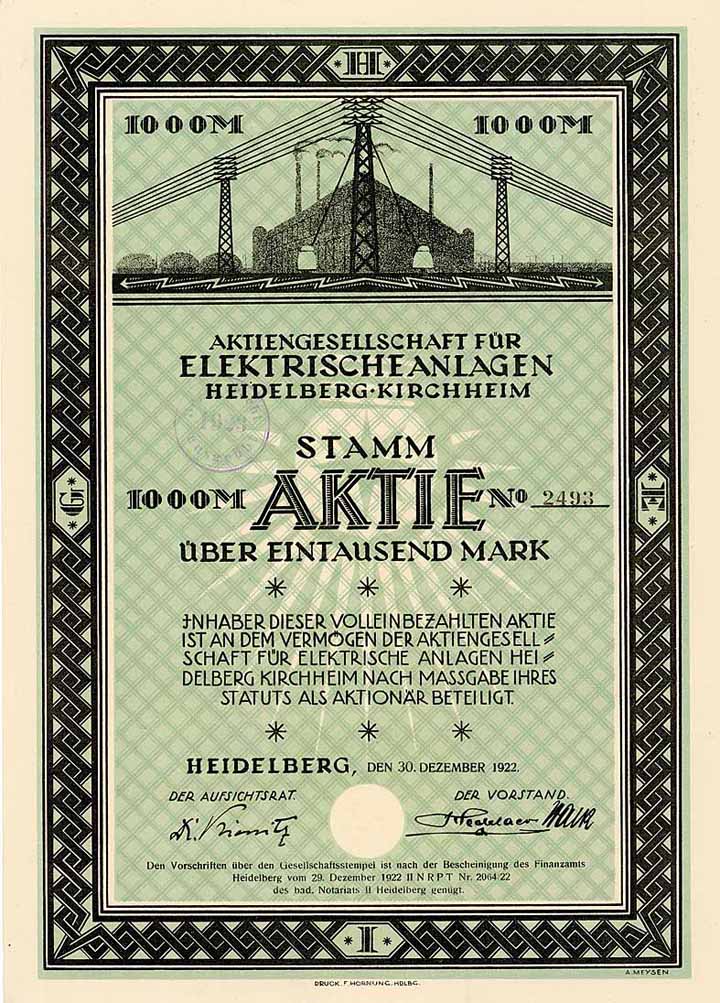 H
1000M 1000M
AKTIENGESELLSCHAFT FÜR
ELEKTRISCHE ANLAGEN
HEIDELBERG·KIRCHHEIM
STAMM
1000M AKTIE No 2493
ÜBER EINTAUSEND MARK
G E
INHABER DIESER VOLLEINBEZAHLTEN AKTIE
IST AN DEM VERMÖGEN DER AKTIENGESELL=
SCHAFT FÜR ELEKTRISCHE ANLAGEN HEI=
DELBERG KIRCHHEIM NACH MASSGABE IHRES
STATUTS ALS AKTIONÄR BETEILIGT.
HEIDELBERG, DEN 30. DEZEMBER 1922.
DER AUFSICHTSRAT. DER VORSTAND.
Den Vorschriften über den Gesellschaftsstempel ist nach der Bescheinigung des Finanzamts
Heidelberg vom 29. Dezember 1922 II N R P T Nr. 2064/22
des bad. Notariats II Heidelberg genügt.
I
A. MEYSEN
DRUCK. F. HORNUNG. HDLBG.